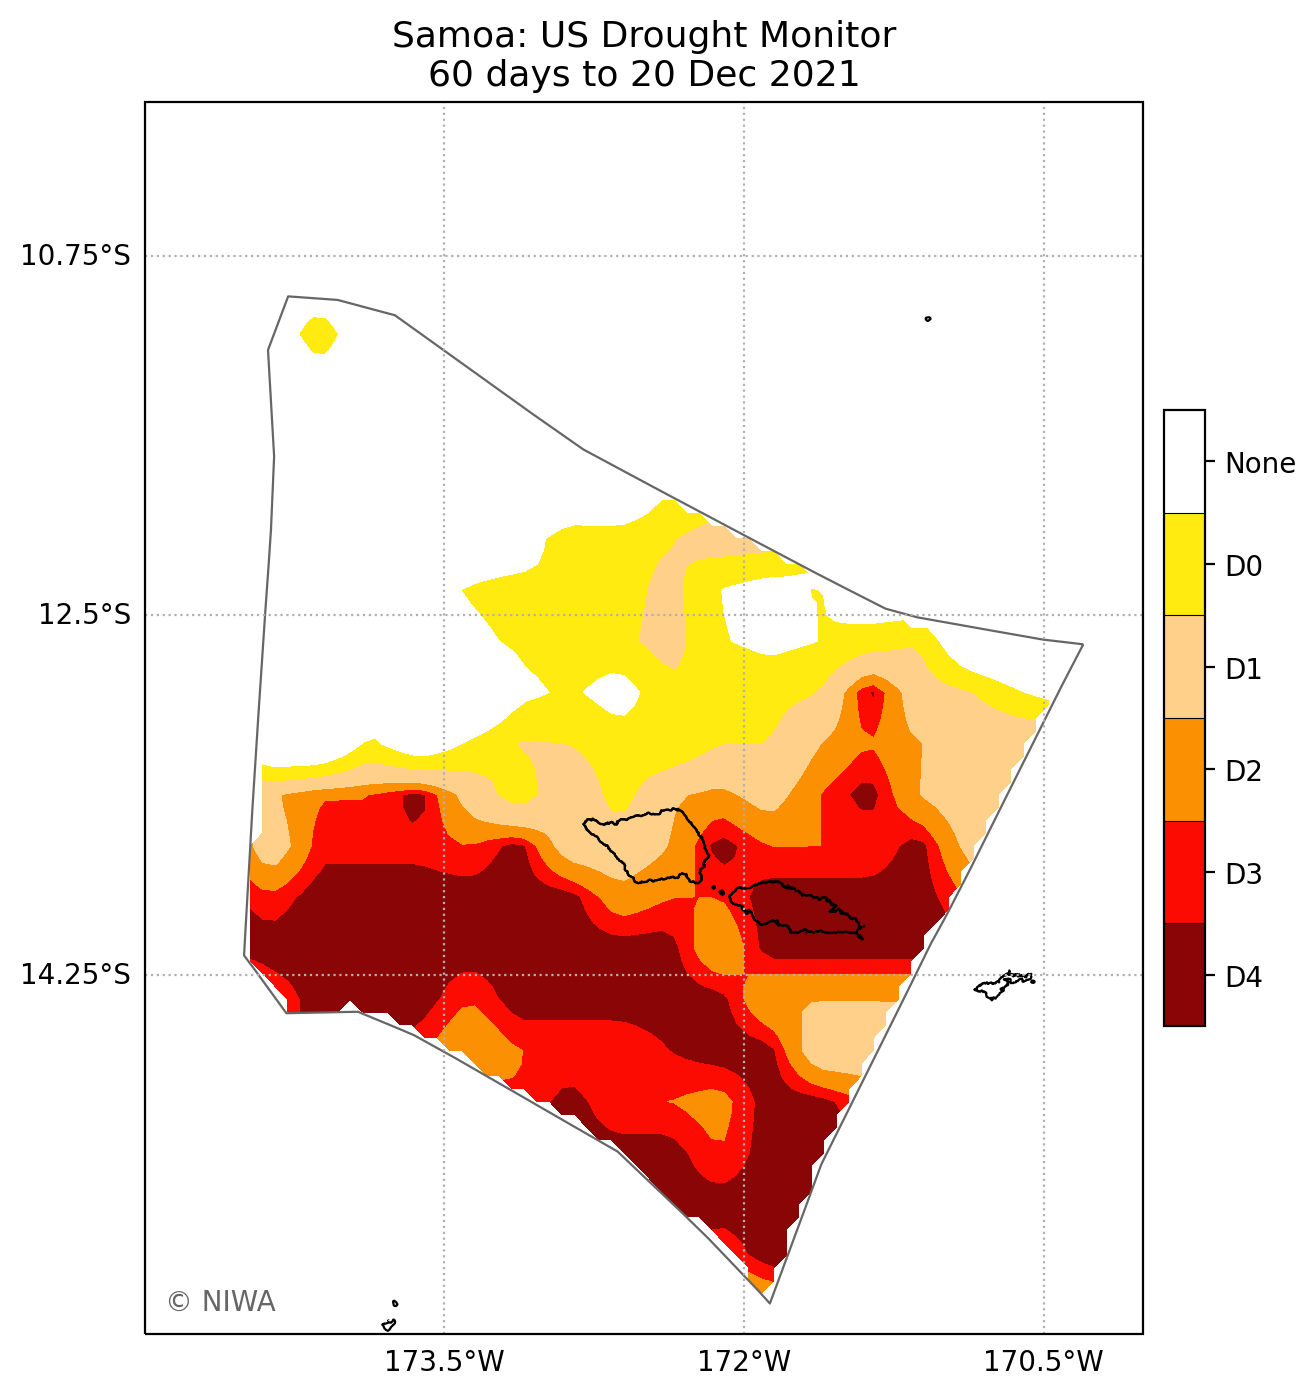 Samoa: US Drought Monitor
60 days to 20 Dec 2021
10.75°S
12.5°S
14.25°S
173.5°W
172°W
170.5°W
None
D0
D1
D2
D3
D4
© NIWA